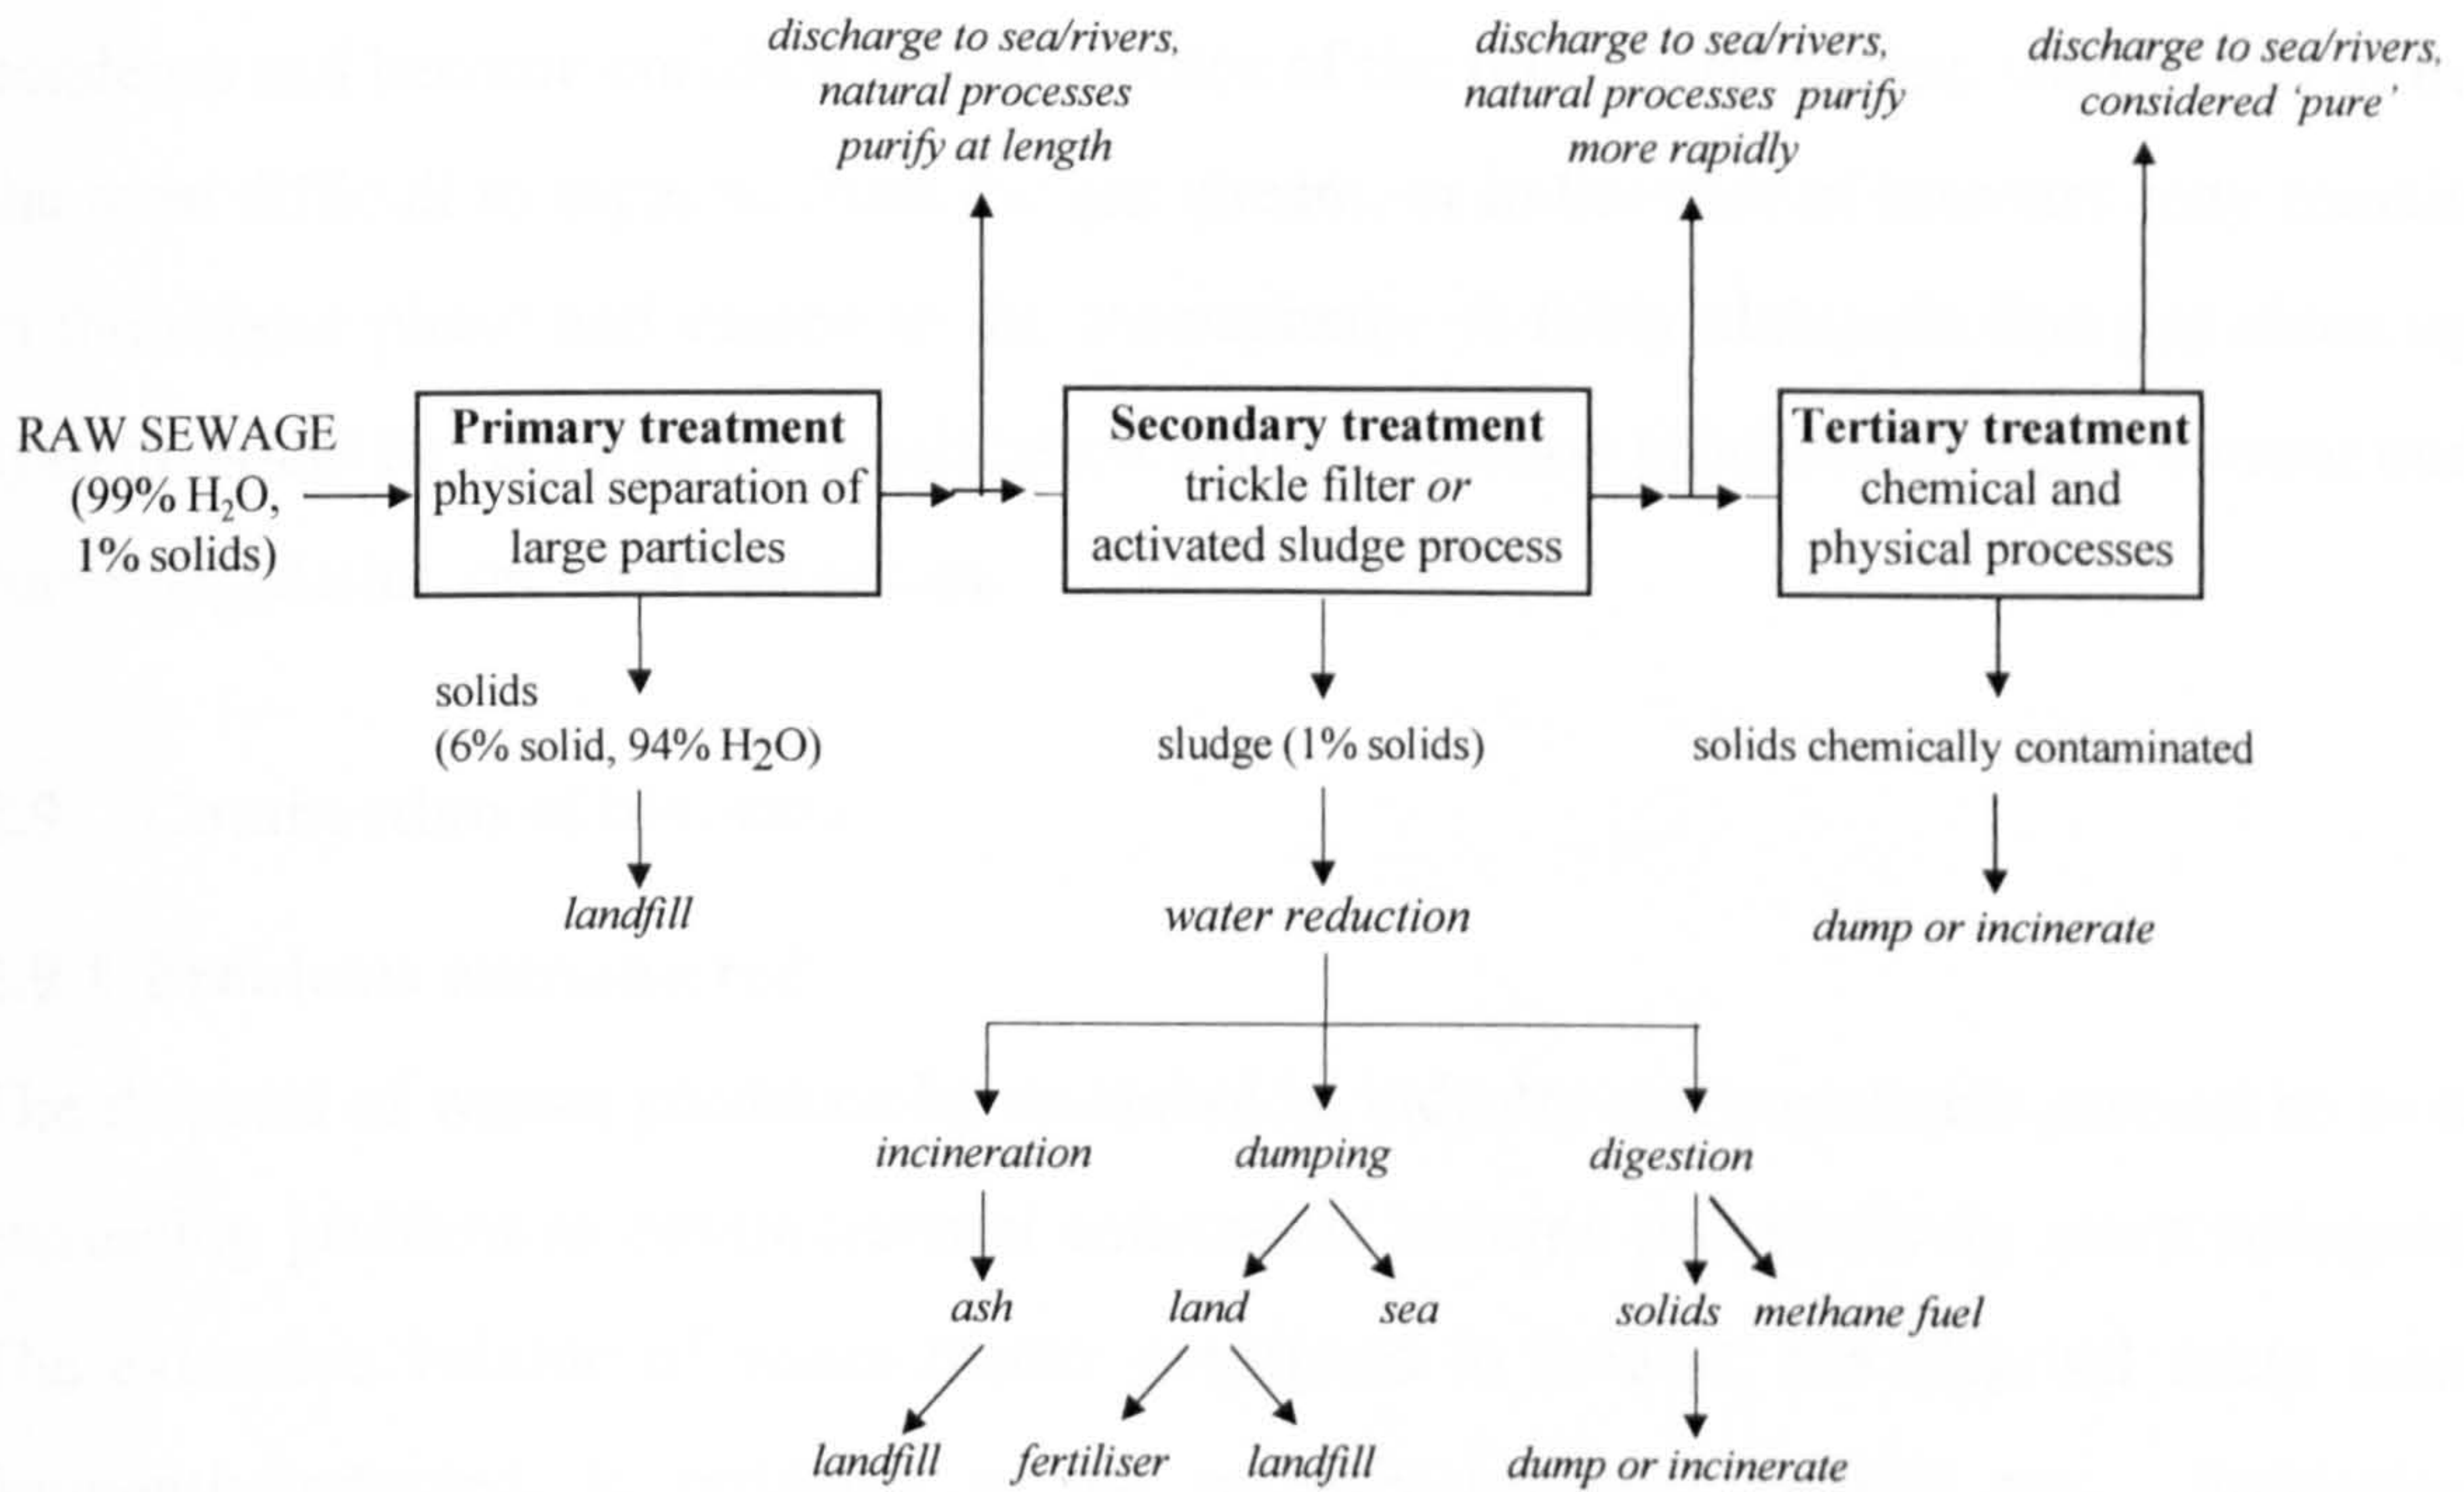 discharge to sea/rivers,
natural processes
purify at length
discharge to sea/rivers,
natural processes purify
more rapidly
discharge to sea/rivers,
considered ‘pure’
RAW SEWAGE
(99% H₂O,
1% solids)
Primary treatment
physical separation of
large particles
Secondary treatment
trickle filter or
activated sludge process
Tertiary treatment
chemical and
physical processes
solids
(6% solid, 94% H2O)
sludge (1% solids)
solids chemically contaminated
landfill
water reduction
dump or incinerate
incineration
dumping
digestion
ash
land
sea
solids
methane fuel
landfill
fertiliser
landfill
dump or incinerate